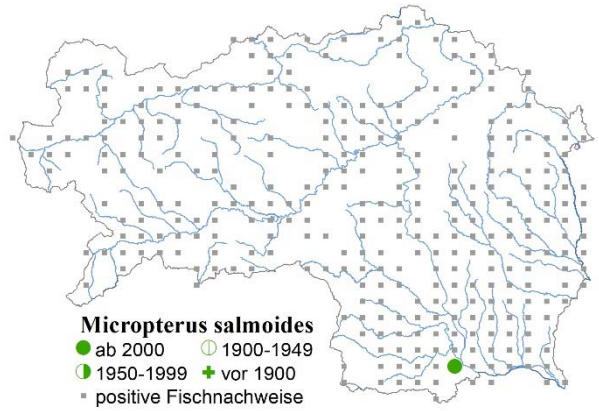 Micropterus salmoides
ab 2000 1900-1949
1950-1999 vor 1900
positive Fischnachweise